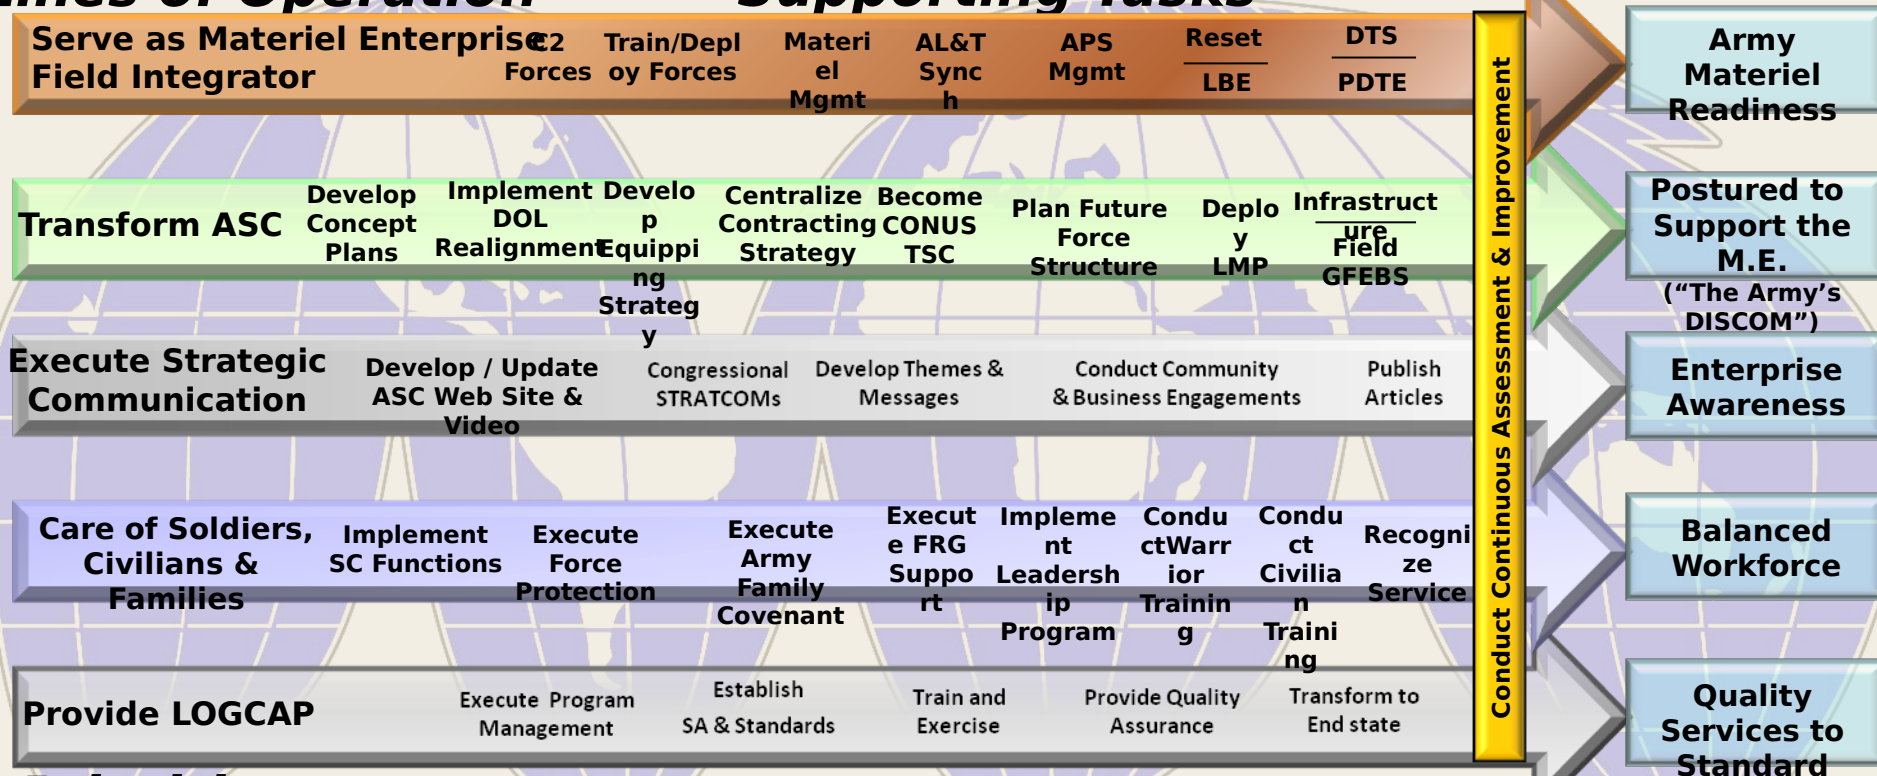 Lines of Operation
Supporting Tasks
Serve as Materiel Enterprise
Field Integrator
C2
Forces
Train/Depl
oy Forces
Materi
el
Mgmt
AL&T
Sync
h
APS
Mgmt
Reset
LBE
DTS
PDTE
Army
Materiel
Readiness
Transform ASC
Develop
Concept
Plans
Implement
DOL
Realignment
Develo
p
Equippi
ng
Strateg
y
Centralize
Contracting
Strategy
Become
CONUS
TSC
Plan Future
Force
Structure
Deplo
y
LMP
Infrastruct
ure
Field
GFEBS
Postured to
Support the
M.E.
(“The Army’s
DISCOM”)
Execute Strategic
Communication
Develop / Update
ASC Web Site &
Video
Congressional
STRATCOMs
Develop Themes &
Messages
Conduct Community
& Business Engagements
Publish
Articles
Enterprise
Awareness
Care of Soldiers,
Civilians &
Families
Implement
SC Functions
Execute
Force
Protection
Execute
Army
Family
Covenant
Execut
e FRG
Suppo
rt
Impleme
nt
Leadersh
ip
Program
Condu
ctWarr
ior
Trainin
g
Condu
ct
Civilia
n
Traini
ng
Recogni
ze
Service
Balanced
Workforce
Provide LOGCAP
Execute Program
Management
Establish
SA & Standards
Train and
Exercise
Provide Quality
Assurance
Transform to
End state
Quality
Services to
Standard
Conduct Continuous Assessment & Improvement